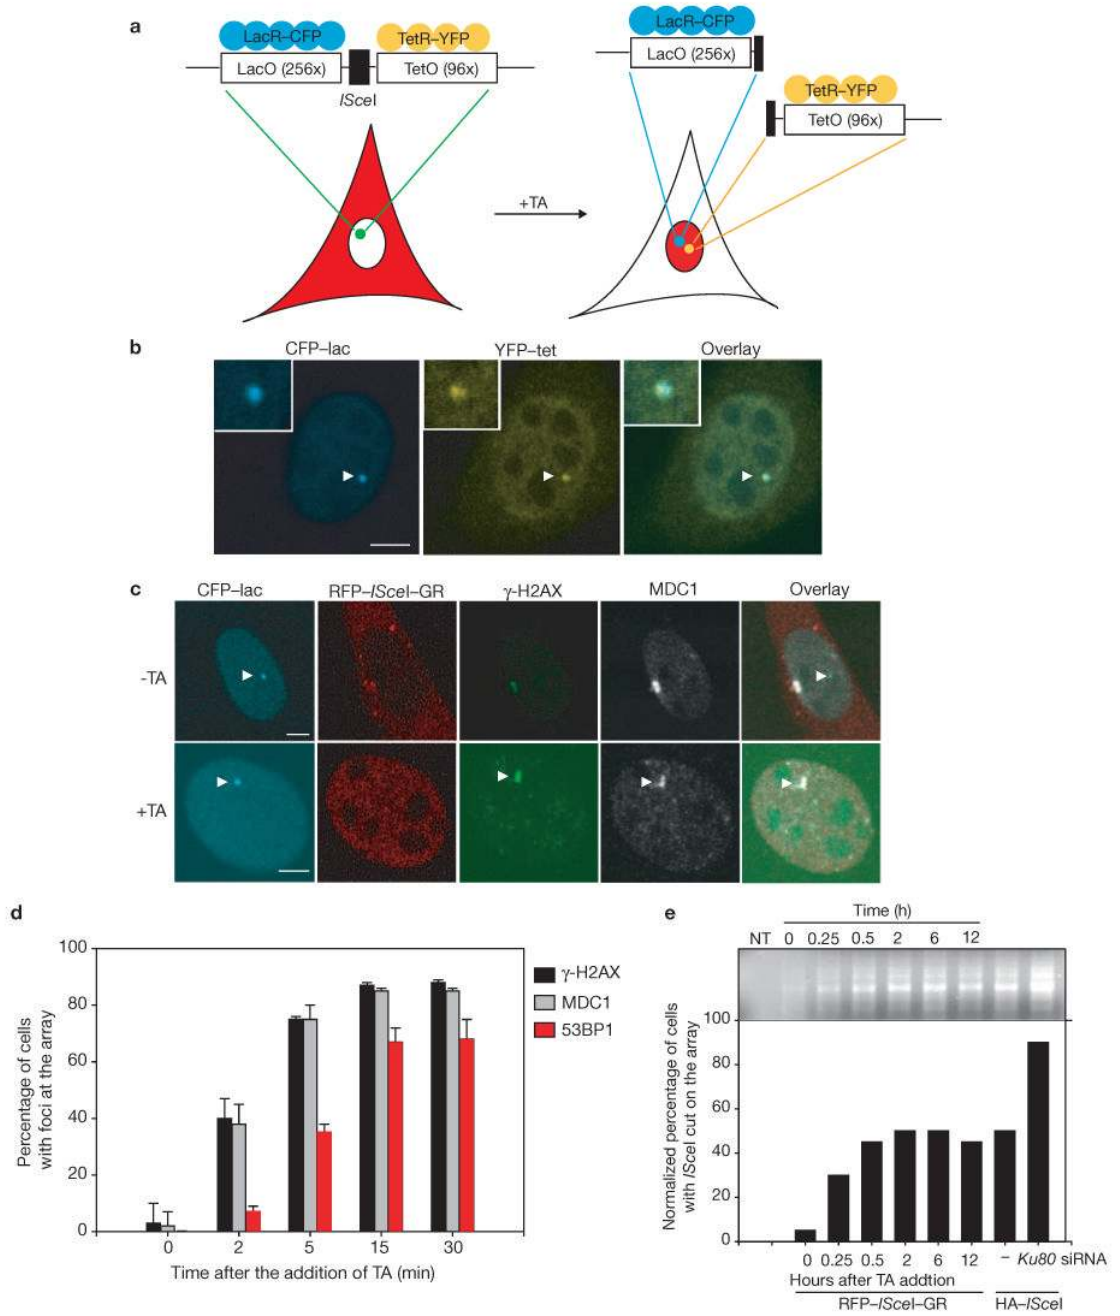 a
LacR–CFP
TetR–YFP
LacO (256x)
TetO (96x)
ISceI
LacR–CFP
LacO (256x)
TetR–YFP
TetO (96x)
+TA
b
CFP–lac
YFP–tet
Overlay
c
CFP–lac
RFP–ISceI–GR
γ-H2AX
MDC1
Overlay
-TA
+TA
d
Percentage of cells
with foci at the array
100
80
60
40
20
0
γ-H2AX
MDC1
53BP1
0 2 5 15 30
Time after the addition of TA (min)
e
Time (h)
NT 0 0.25 0.5 2 6 12
Normalized percentage of cells
with ISceI cut on the array
100
80
60
40
20
0
0 0.25 0.5 2 6 12 – Ku80 siRNA
Hours after TA addtion
RFP–ISceI–GR
HA–ISceI